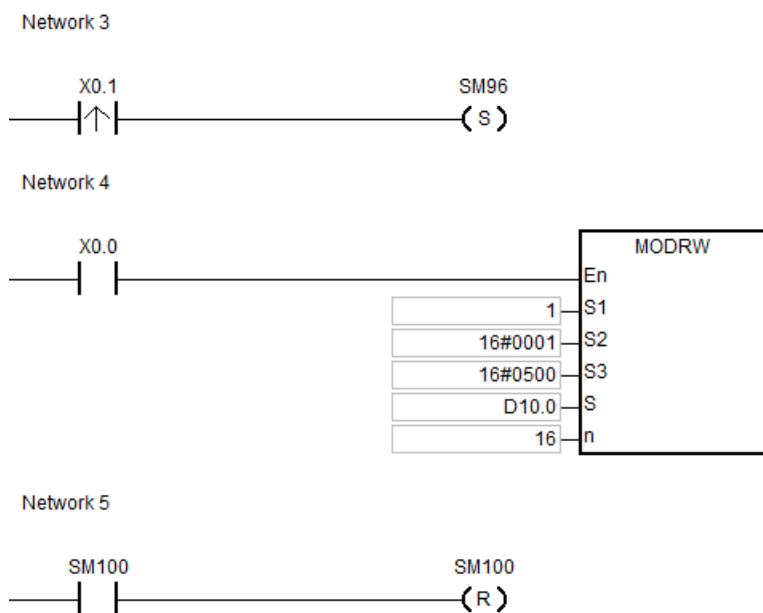 Network 3
X0.1
SM96
S
Network 4
X0.0
MODRW
En
1 S1
16#0001 S2
16#0500 S3
D10.0 S
16 n
Network 5
SM100
SM100
R